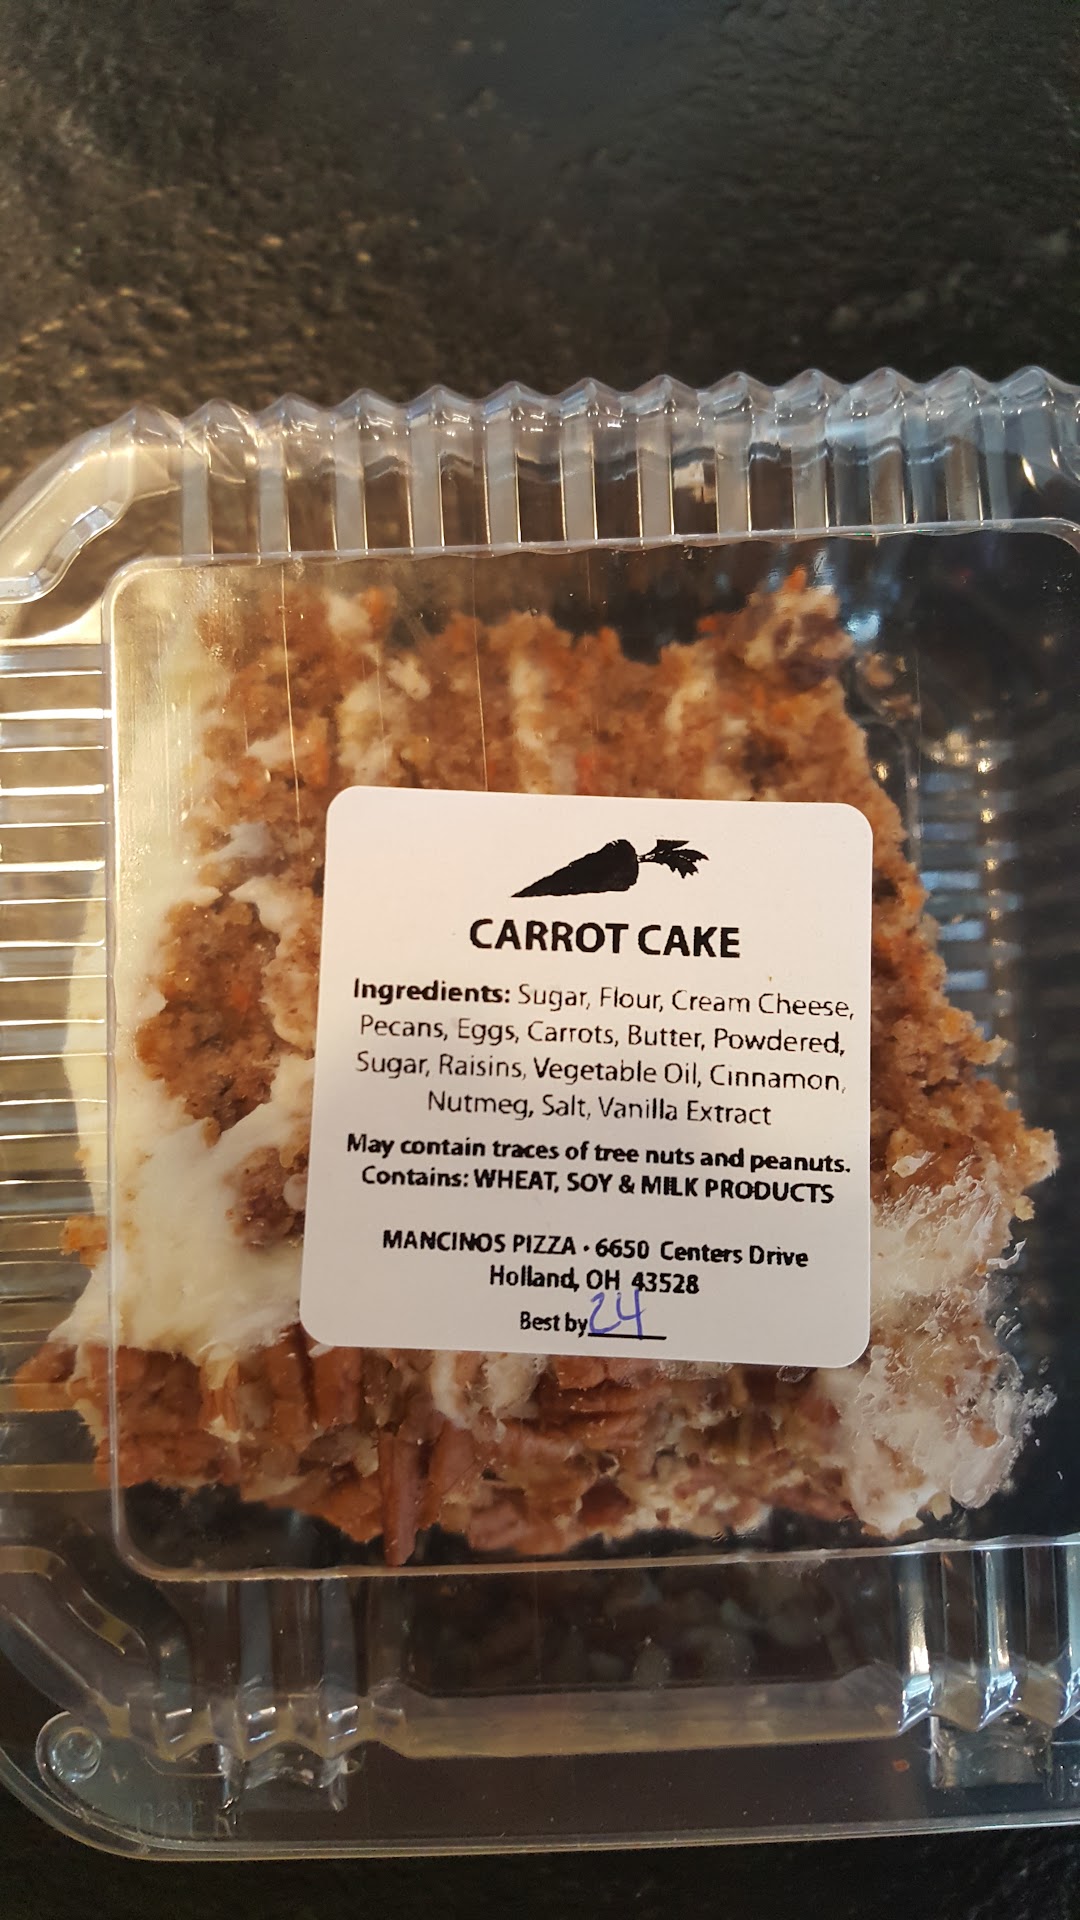 CARROT CAKE
Ingredients: Sugar, Flour, Cream Cheese,
Pecans, Eggs, Carrots, Butter, Powdered,
Sugar, Raisins, Vegetable Oil, Cinnamon,
Nutmeg, Salt, Vanilla Extract
May contain traces of tree nuts and peanuts.
Contains: WHEAT, SOY & MILK PRODUCTS
MANCINOS PIZZA • 6650 Centers Drive
Holland, OH 43528
Best by 24
OPEN